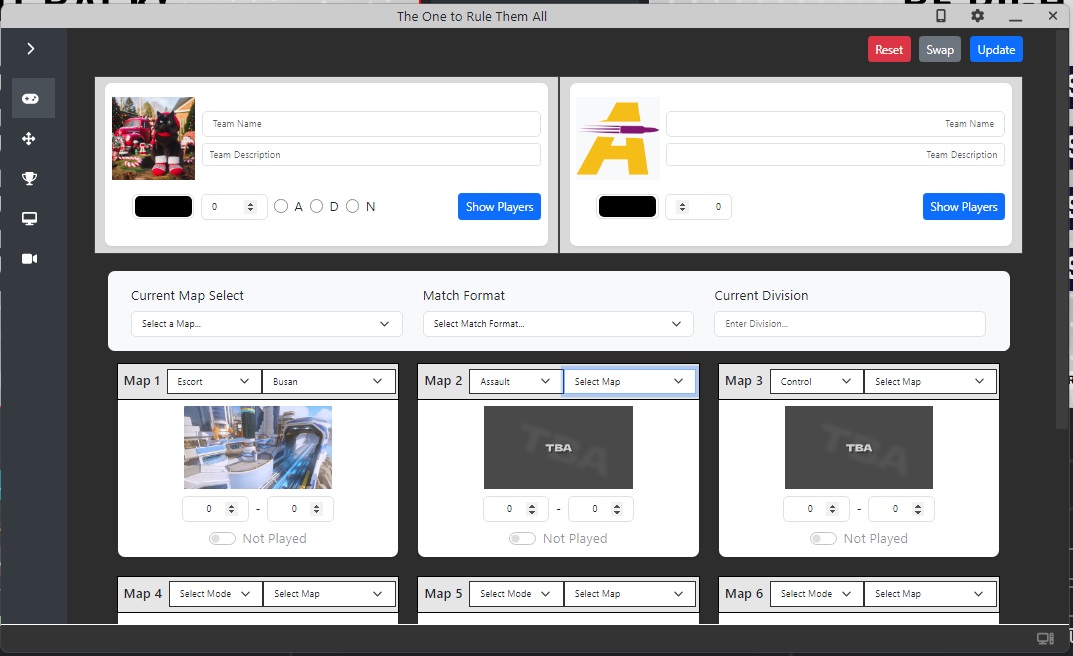 The One to Rule Them All
Reset Swap Update
Team Name Team Name
Team Description Team Description
0 A D N Show Players 0 Show Players
Current Map Select Match Format Current Division
Select a Map... Select Match Format... Enter Division...
Map 1 Escort Busan Map 2 Assault Select Map Map 3 Control Select Map
TBA TBA
0 - 0 0 - 0 0 - 0
Not Played Not Played Not Played
Map 4 Select Mode Select Map Map 5 Select Mode Select Map Map 6 Select Mode Select Map